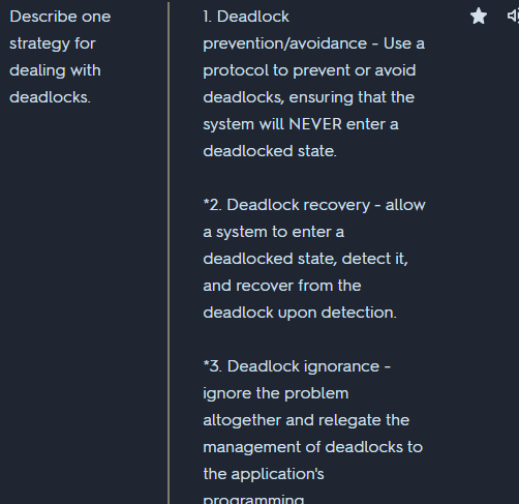 Describe one
strategy for
dealing with
deadlocks.
1. Deadlock
prevention/avoidance - Use a
protocol to prevent or avoid
deadlocks, ensuring that the
system will NEVER enter a
deadlocked state.
*2. Deadlock recovery - allow
a system to enter a
deadlocked state, detect it,
and recover from the
deadlock upon detection.
*3. Deadlock ignorance -
ignore the problem
altogether and relegate the
management of deadlocks to
the application's
programming